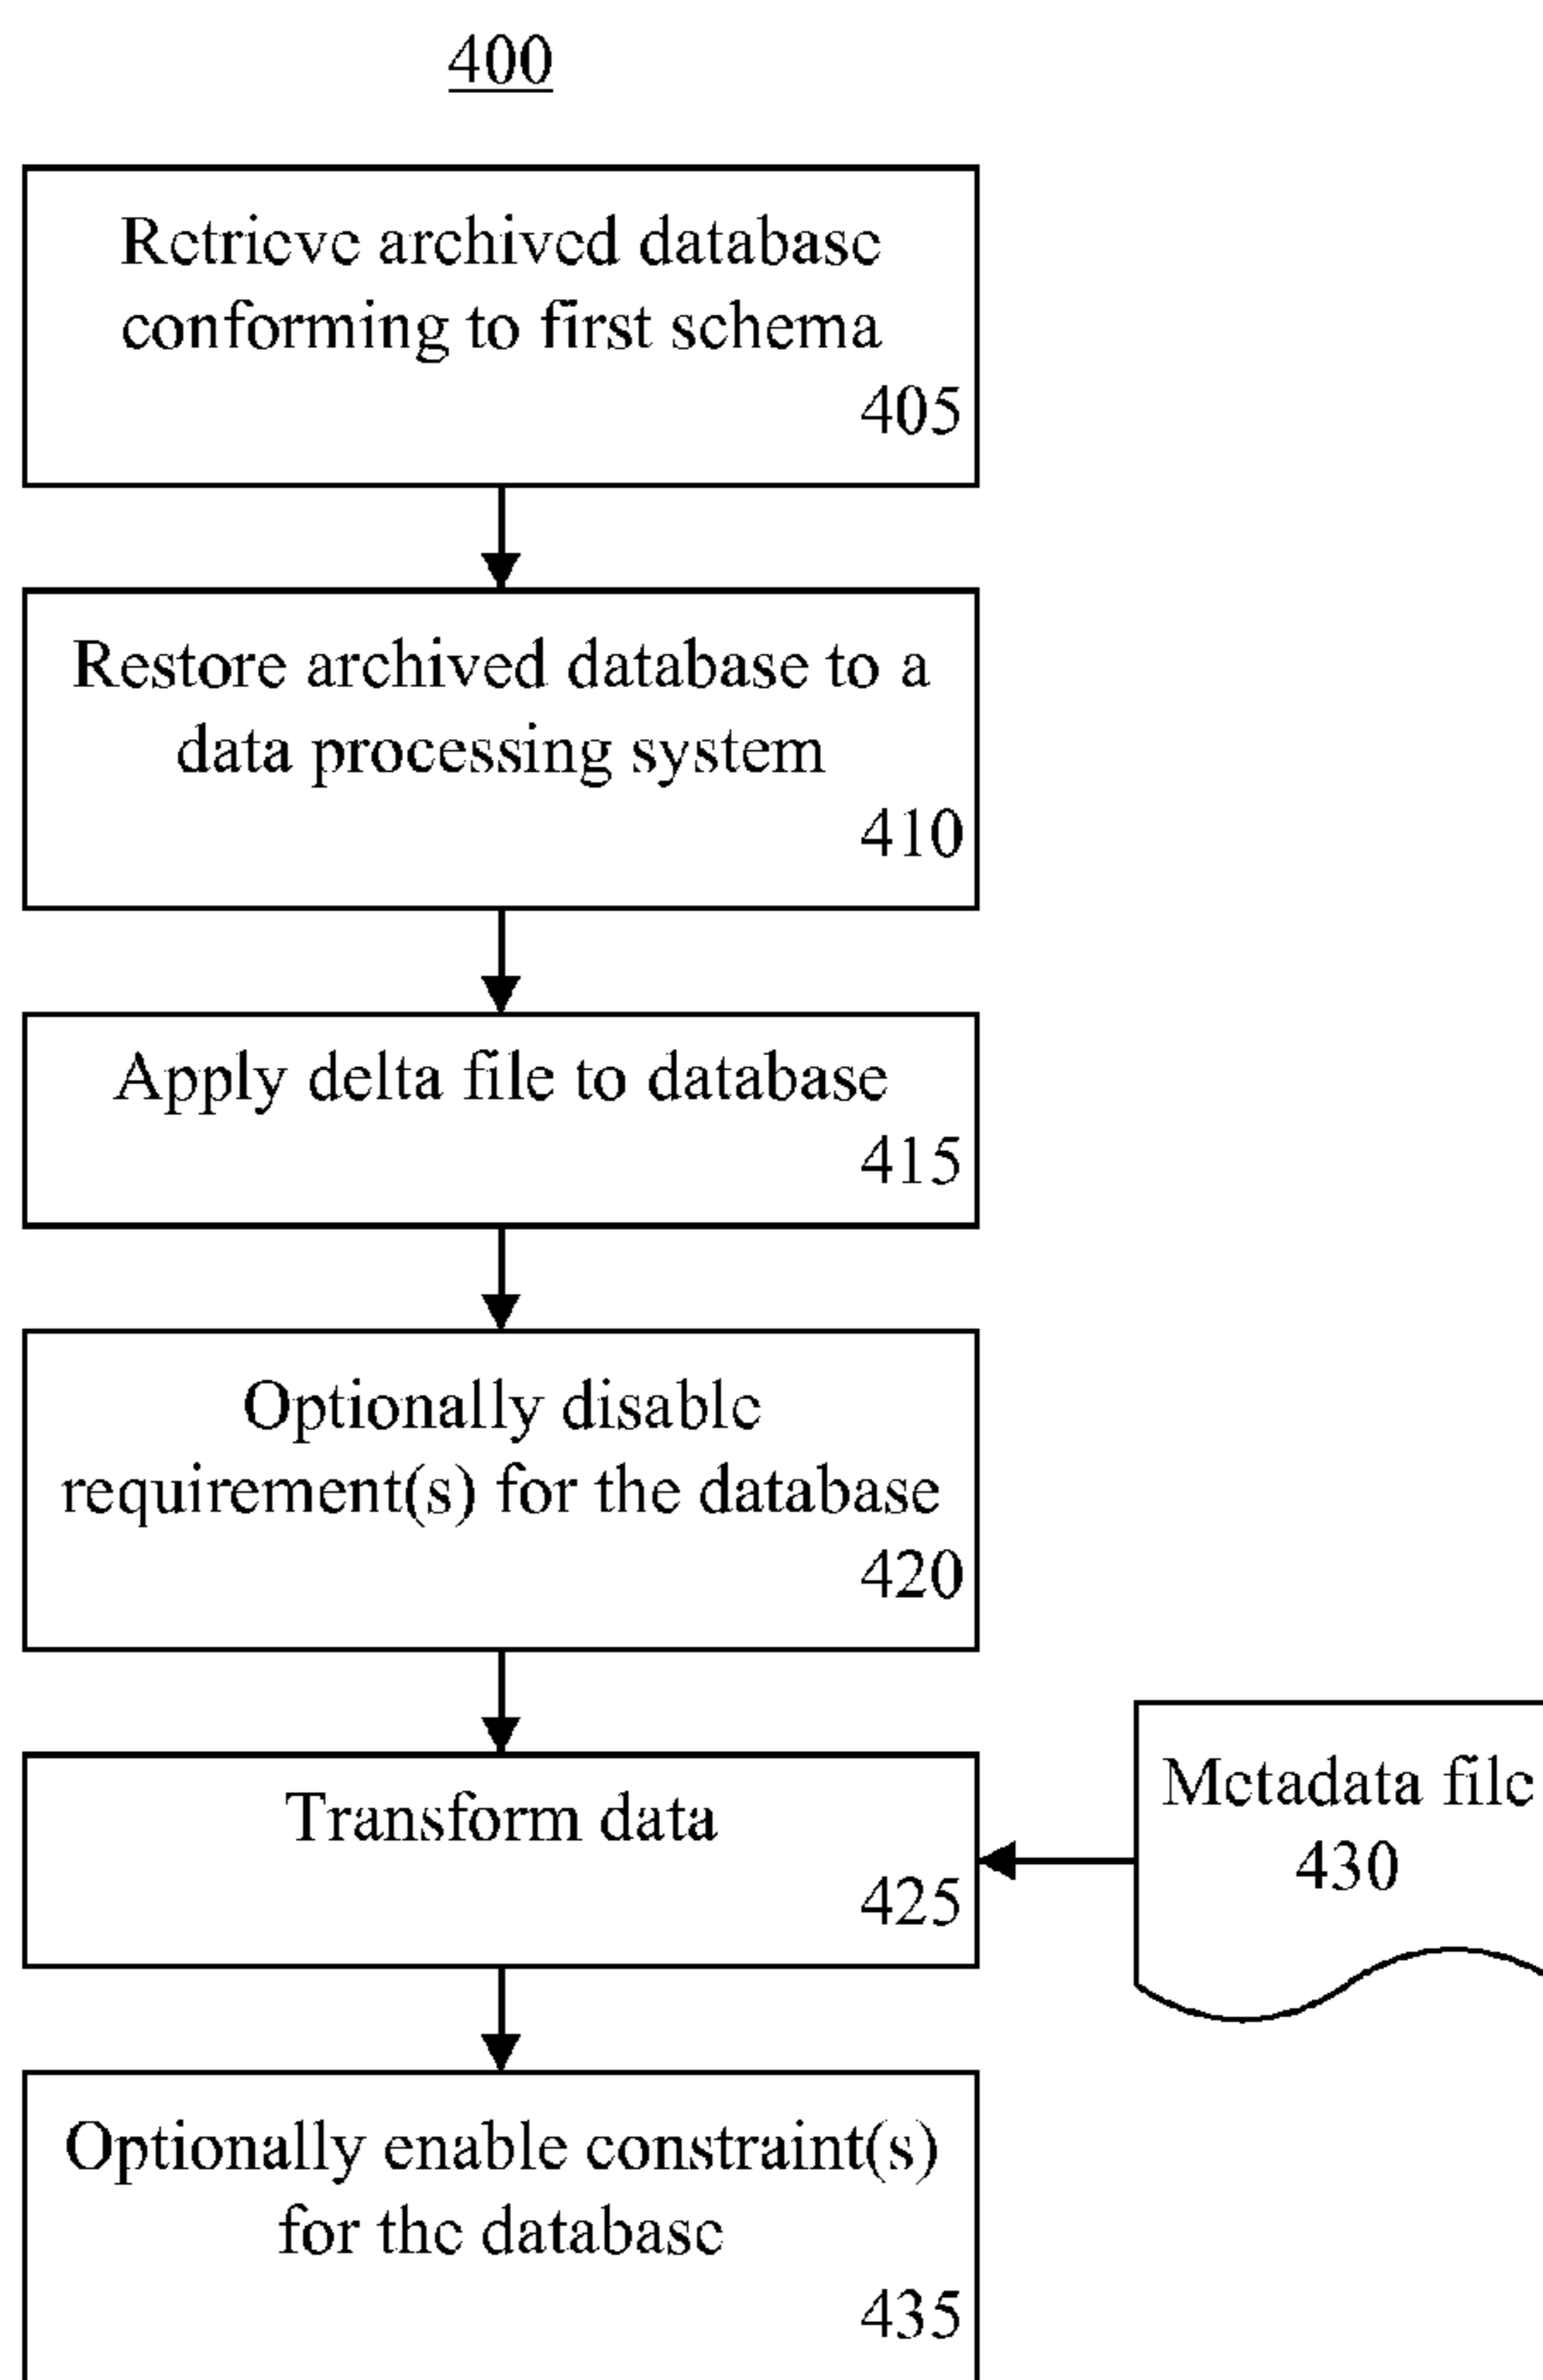 400
Retrieve archived database
conforming to first schema
405
Restore archived database to a
data processing system
410
Apply delta file to database
415
Optionally disable
requirement(s) for the database
420
Transform data
425
Metadata file
430
Optionally enable constraint(s)
for the database
435